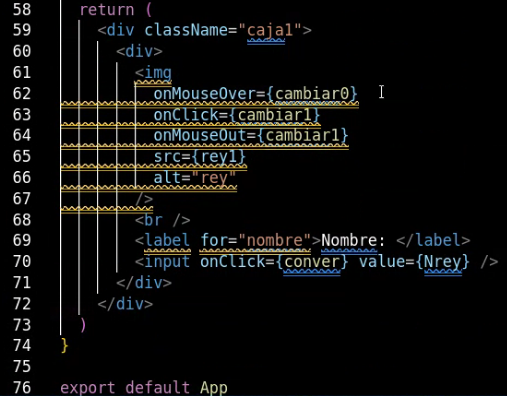 58 return (
59 <div className="caja1">
60 <div>
61 <img
62 onMouseOver={cambiar0}
63 onClick={cambiar1}
64 onMouseOut={cambiar1}
65 src={rey1}
66 alt="rey"
67 />
68 <br />
69 <label for="nombre">Nombre: </label>
70 <input onClick={conver} value={Nrey} />
71 </div>
72 </div>
73 )
74 }
75
76 export default App